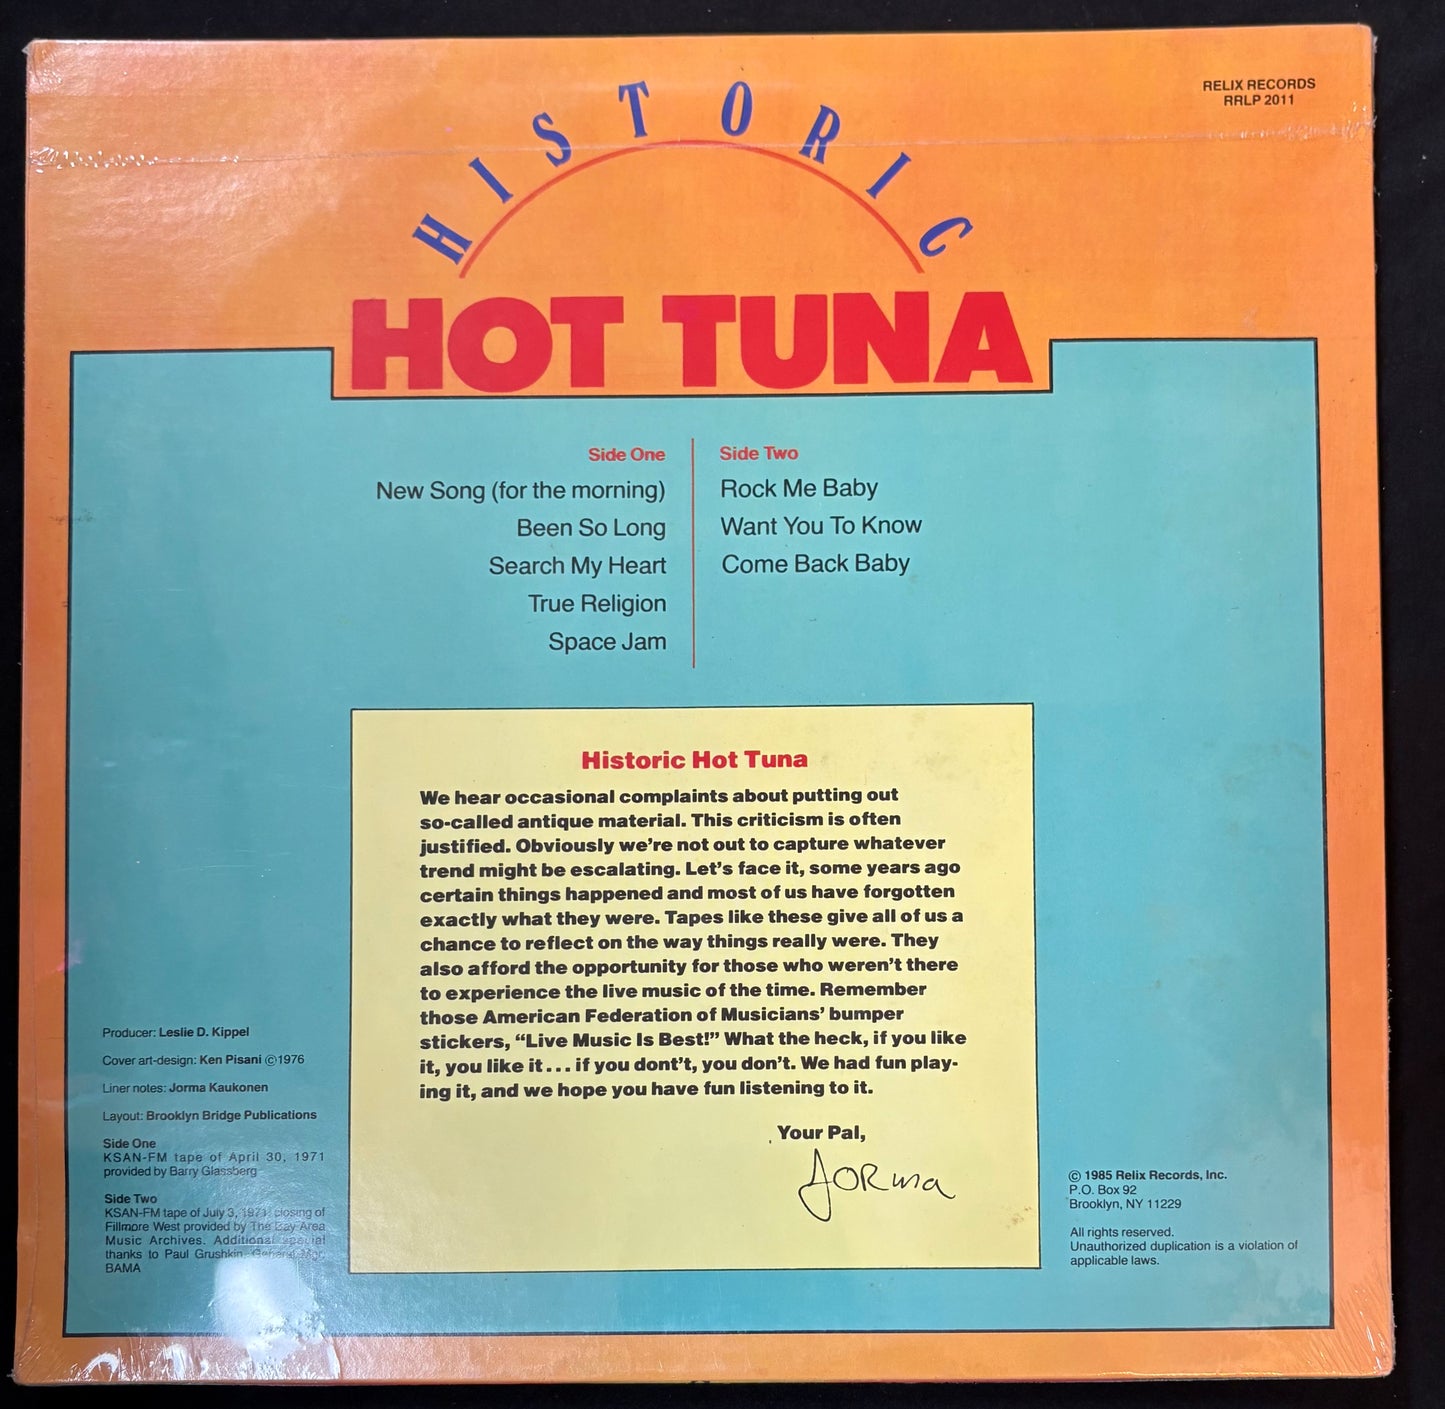 RELIX RECORDS
RRLP 2011
HISTORIC
HOT TUNA
Side One
New Song (for the morning)
Been So Long
Search My Heart
True Religion
Space Jam
Side Two
Rock Me Baby
Want You To Know
Come Back Baby
Historic Hot Tuna
We hear occasional complaints about putting out
so-called antique material. This criticism is often
justified. Obviously we're not out to capture whatever
trend might be escalating. Let's face it, some years ago
certain things happened and most of us have forgotten
exactly what they were. Tapes like these give all of us a
chance to reflect on the way things really were. They
also afford the opportunity for those who weren't there
to experience the live music of the time. Remember
those American Federation of Musicians' bumper
stickers, “Live Music Is Best!” What the heck, if you like
it, you like it... if you dont't, you don't. We had fun play-
ing it, and we hope you have fun listening to it.
Your Pal,
Jorma
Producer: Leslie D. Kippel
Cover art-design: Ken Pisani ©1976
Liner notes: Jorma Kaukonen
Layout: Brooklyn Bridge Publications
Side One
KSAN-FM tape of April 30, 1971
provided by Barry Glassberg
Side Two
KSAN-FM tape of July 3, 1971 closing of
Fillmore West provided by The Bay Area
Music Archives. Additional special
thanks to Paul Grushkin, General Mgr.
BAMA
© 1985 Relix Records, Inc.
P.O. Box 92
Brooklyn, NY 11229
All rights reserved.
Unauthorized duplication is a violation of
applicable laws.